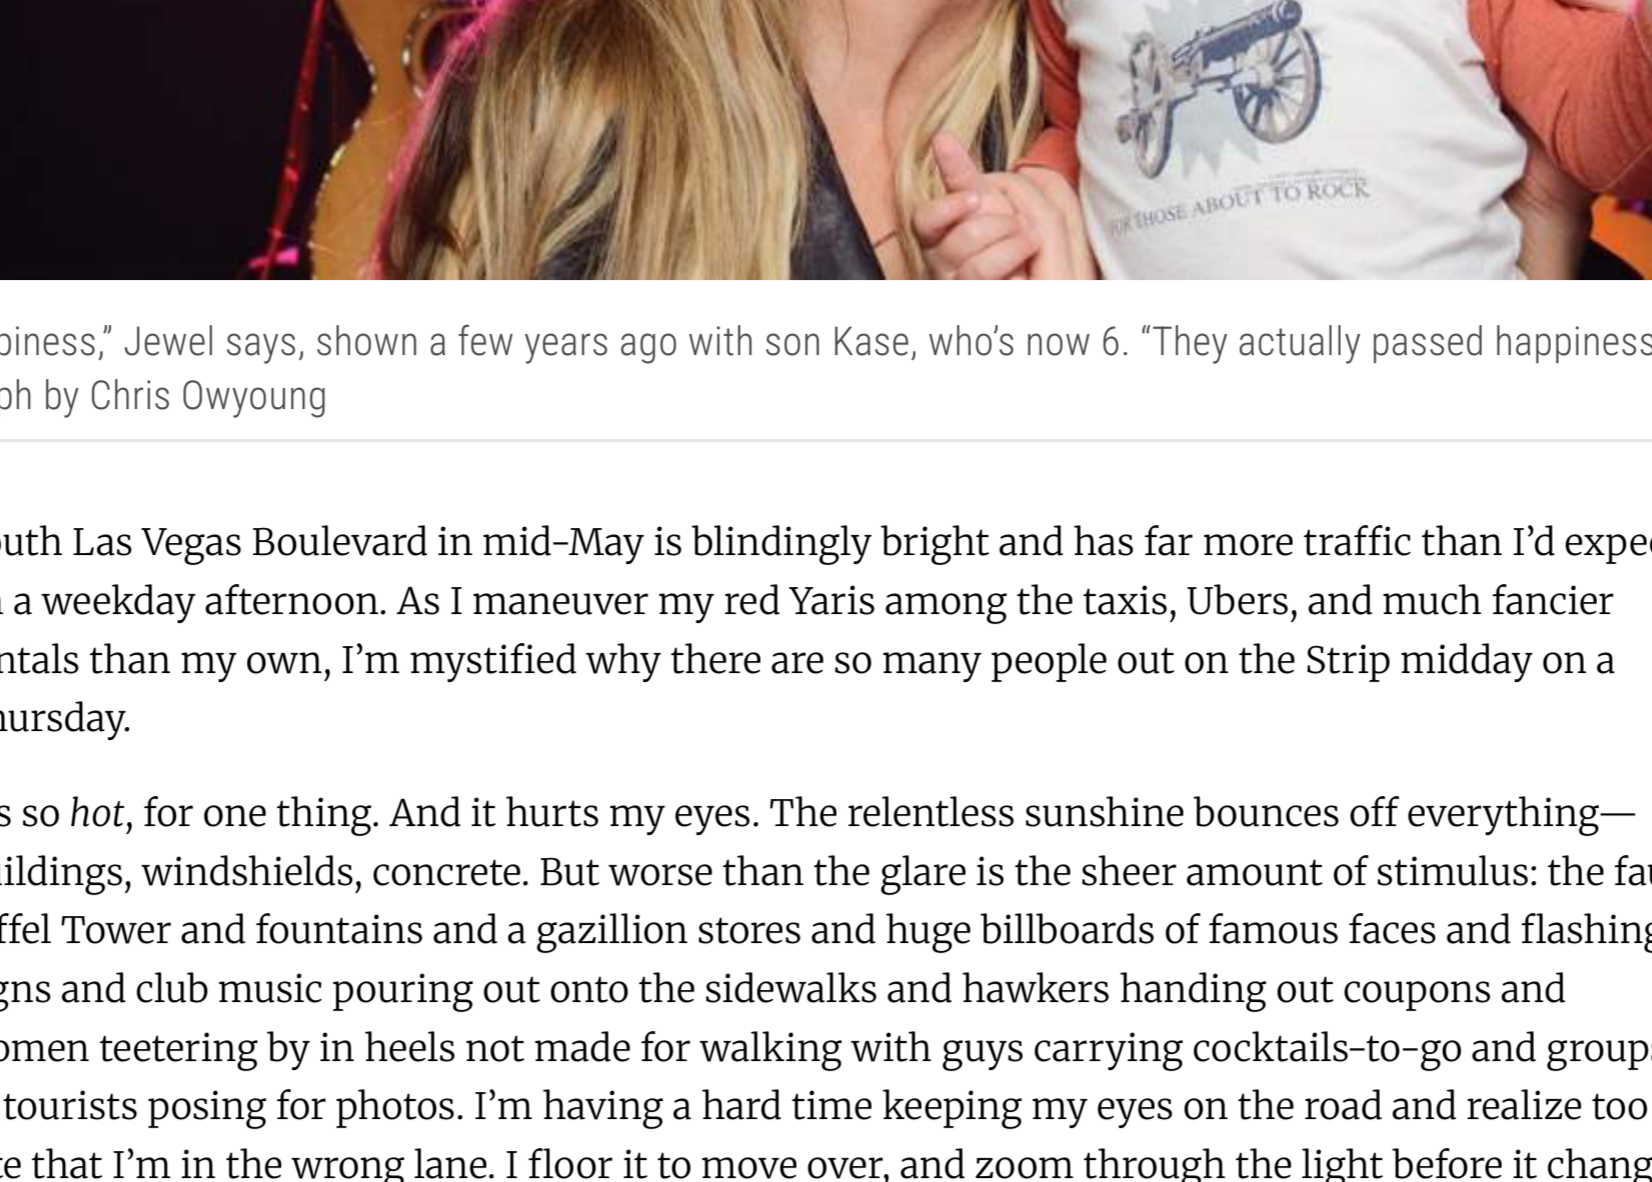 THOSE ABOUT TO ROCK
piness,” Jewel says, shown a few years ago with son Kase, who’s now 6. “They actually passed happiness
ph by Chris Owyoung
outh Las Vegas Boulevard in mid-May is blindingly bright and has far more traffic than I’d expec
n a weekday afternoon. As I maneuver my red Yaris among the taxis, Ubers, and much fancier
ntals than my own, I’m mystified why there are so many people out on the Strip midday on a
hursday.
s so hot, for one thing. And it hurts my eyes. The relentless sunshine bounces off everything—
uildings, windshields, concrete. But worse than the glare is the sheer amount of stimulus: the fau
ffel Tower and fountains and a gazillion stores and huge billboards of famous faces and flashing
gns and club music pouring out onto the sidewalks and hawkers handing out coupons and
omen teetering by in heels not made for walking with guys carrying cocktails-to-go and groups
tourists posing for photos. I’m having a hard time keeping my eyes on the road and realize too
te that I’m in the wrong lane. I floor it to move over, and zoom through the light before it chang